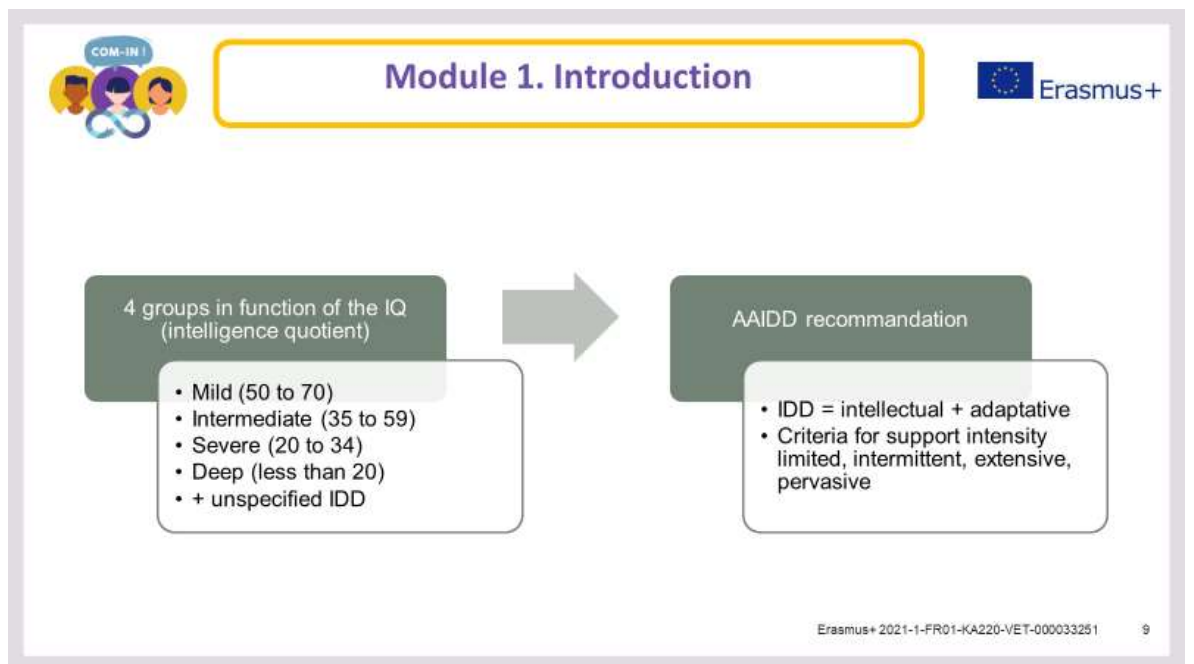 COM-IN !
Module 1. Introduction
Erasmus+
4 groups in function of the IQ
(intelligence quotient)
• Mild (50 to 70)
• Intermediate (35 to 59)
• Severe (20 to 34)
• Deep (less than 20)
• + unspecified IDD
AAIDD recommandation
• IDD = intellectual + adaptative
• Criteria for support intensity
limited, intermittent, extensive,
pervasive
Erasmus+ 2021-1-FR01-KA220-VET-000033251
9